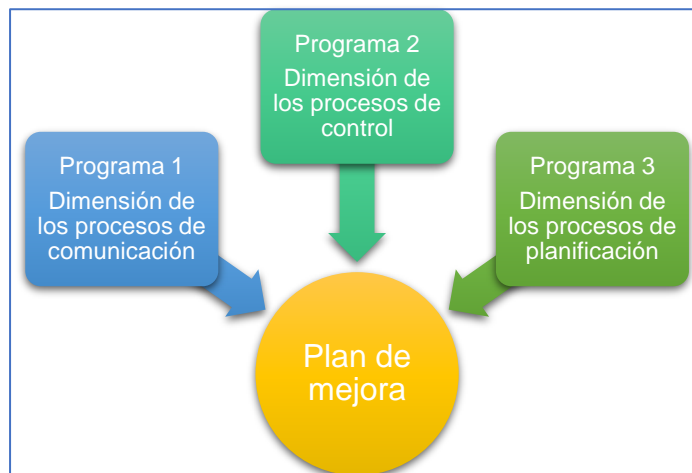 Programa 1
Dimensión de
los procesos de
comunicación
Programa 2
Dimensión de
los procesos de
control
Programa 3
Dimensión de
los procesos de
planificación
Plan de
mejora